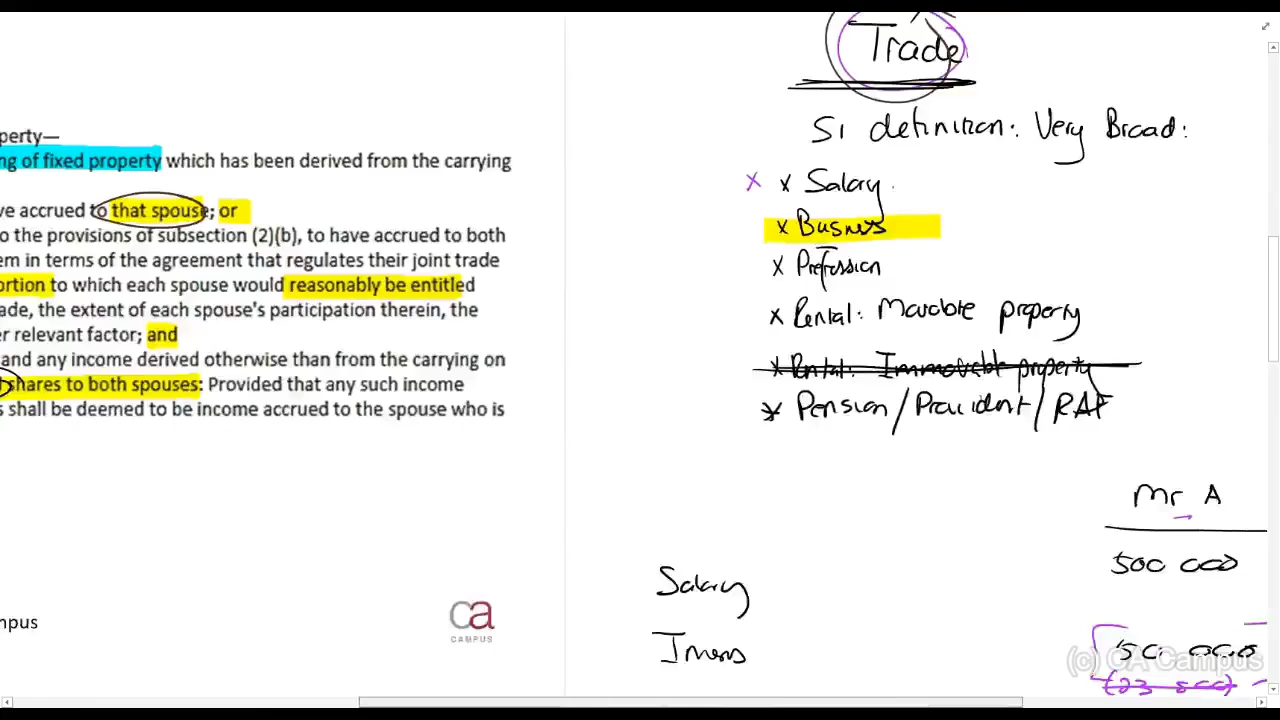 perty—
ng of fixed property which has been derived from the carrying
ve accrued to that spouse; or
o the provisions of subsection (2)(b), to have accrued to both
em in terms of the agreement that regulates their joint trade
ortion to which each spouse would reasonably be entitled
ade, the extent of each spouse's participation therein, the
er relevant factor; and
and any income derived otherwise than from the carrying on
shares to both spouses: Provided that any such income
s shall be deemed to be income accrued to the spouse who is
mpus
ca
CAMPUS
Trade
S1 definition: Very Broad:
x x Salary
x Business
x Profession
x Rental: Movable property
x Rental: Immovable property
x Pension / Provident / RAF
Mr A
Salary 500 000
50 000
(23 800)
(c) CA Campus